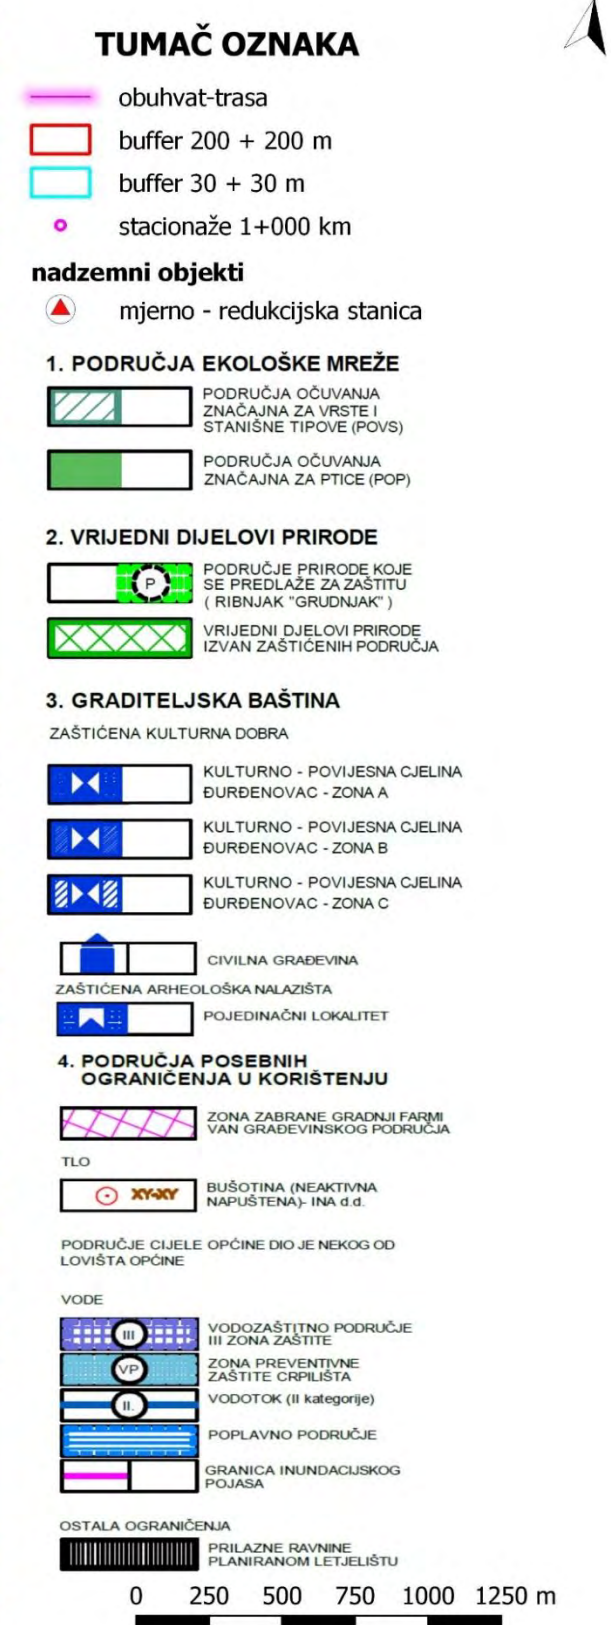 TUMAČ OZNAKA
obuhvat-trasa
buffer 200 + 200 m
buffer 30 + 30 m
stacionaže 1+000 km
nadzemni objekti
mjerno - redukcijska stanica
1. PODRUČJA EKOLOŠKE MREŽE
PODRUČJA OČUVANJA
ZNAČAJNA ZA VRSTE I
STANIŠNE TIPOVE (POVS)
PODRUČJA OČUVANJA
ZNAČAJNA ZA PTICE (POP)
2. VRIJEDNI DIJELOVI PRIRODE
P
PODRUČJE PRIRODE KOJE
SE PREDLAŽE ZA ZAŠTITU
( RIBNJAK "GRUDNJAK" )
VRIJEDNI DJELOVI PRIRODE
IZVAN ZAŠTIĆENIH PODRUČJA
3. GRADITELJSKA BAŠTINA
ZAŠTIĆENA KULTURNA DOBRA
KULTURNO - POVIJESNA CJELINA
ĐURĐENOVAC - ZONA A
KULTURNO - POVIJESNA CJELINA
ĐURĐENOVAC - ZONA B
KULTURNO - POVIJESNA CJELINA
ĐURĐENOVAC - ZONA C
CIVILNA GRAĐEVINA
ZAŠTIĆENA ARHEOLOŠKA NALAZIŠTA
POJEDINAČNI LOKALITET
4. PODRUČJA POSEBNIH
OGRANIČENJA U KORIŠTENJU
ZONA ZABRANE GRADNJI FARMI
VAN GRAĐEVINSKOG PODRUČJA
TLO
XY-XY
BUŠOTINA (NEAKTIVNA
NAPUŠTENA)- INA d.d.
PODRUČJE CIJELE OPĆINE DIO JE NEKOG OD
LOVIŠTA OPĆINE
VODE
III
VODOZAŠTITNO PODRUČJE
III ZONA ZAŠTITE
VP
ZONA PREVENTIVNE
ZAŠTITE CRPILIŠTA
II.
VODOTOK (II kategorije)
POPLAVNO PODRUČJE
GRANICA INUNDACIJSKOG
POJASA
OSTALA OGRANIČENJA
PRILAZNE RAVNINE
PLANIRANOM LETJELIŠTU
0 250 500 750 1000 1250 m